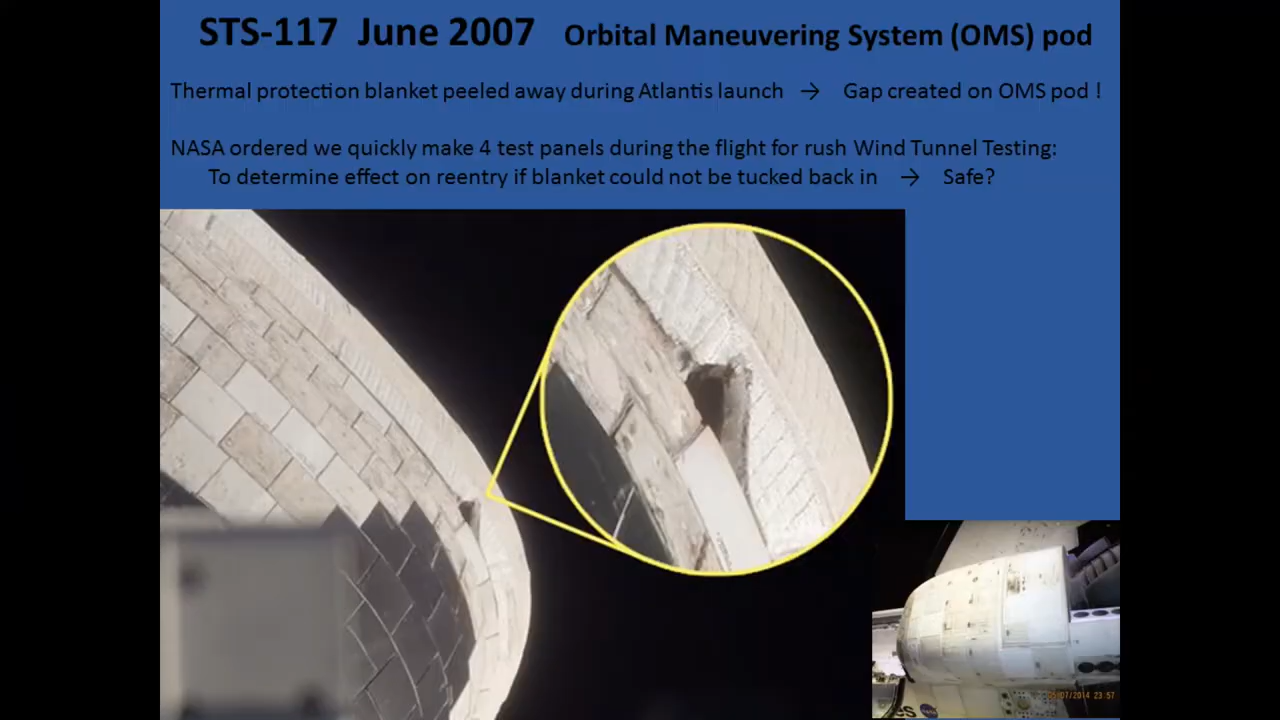 STS-117 June 2007 Orbital Maneuvering System (OMS) pod
Thermal protection blanket peeled away during Atlantis launch → Gap created on OMS pod !
NASA ordered we quickly make 4 test panels during the flight for rush Wind Tunnel Testing:
To determine effect on reentry if blanket could not be tucked back in → Safe?